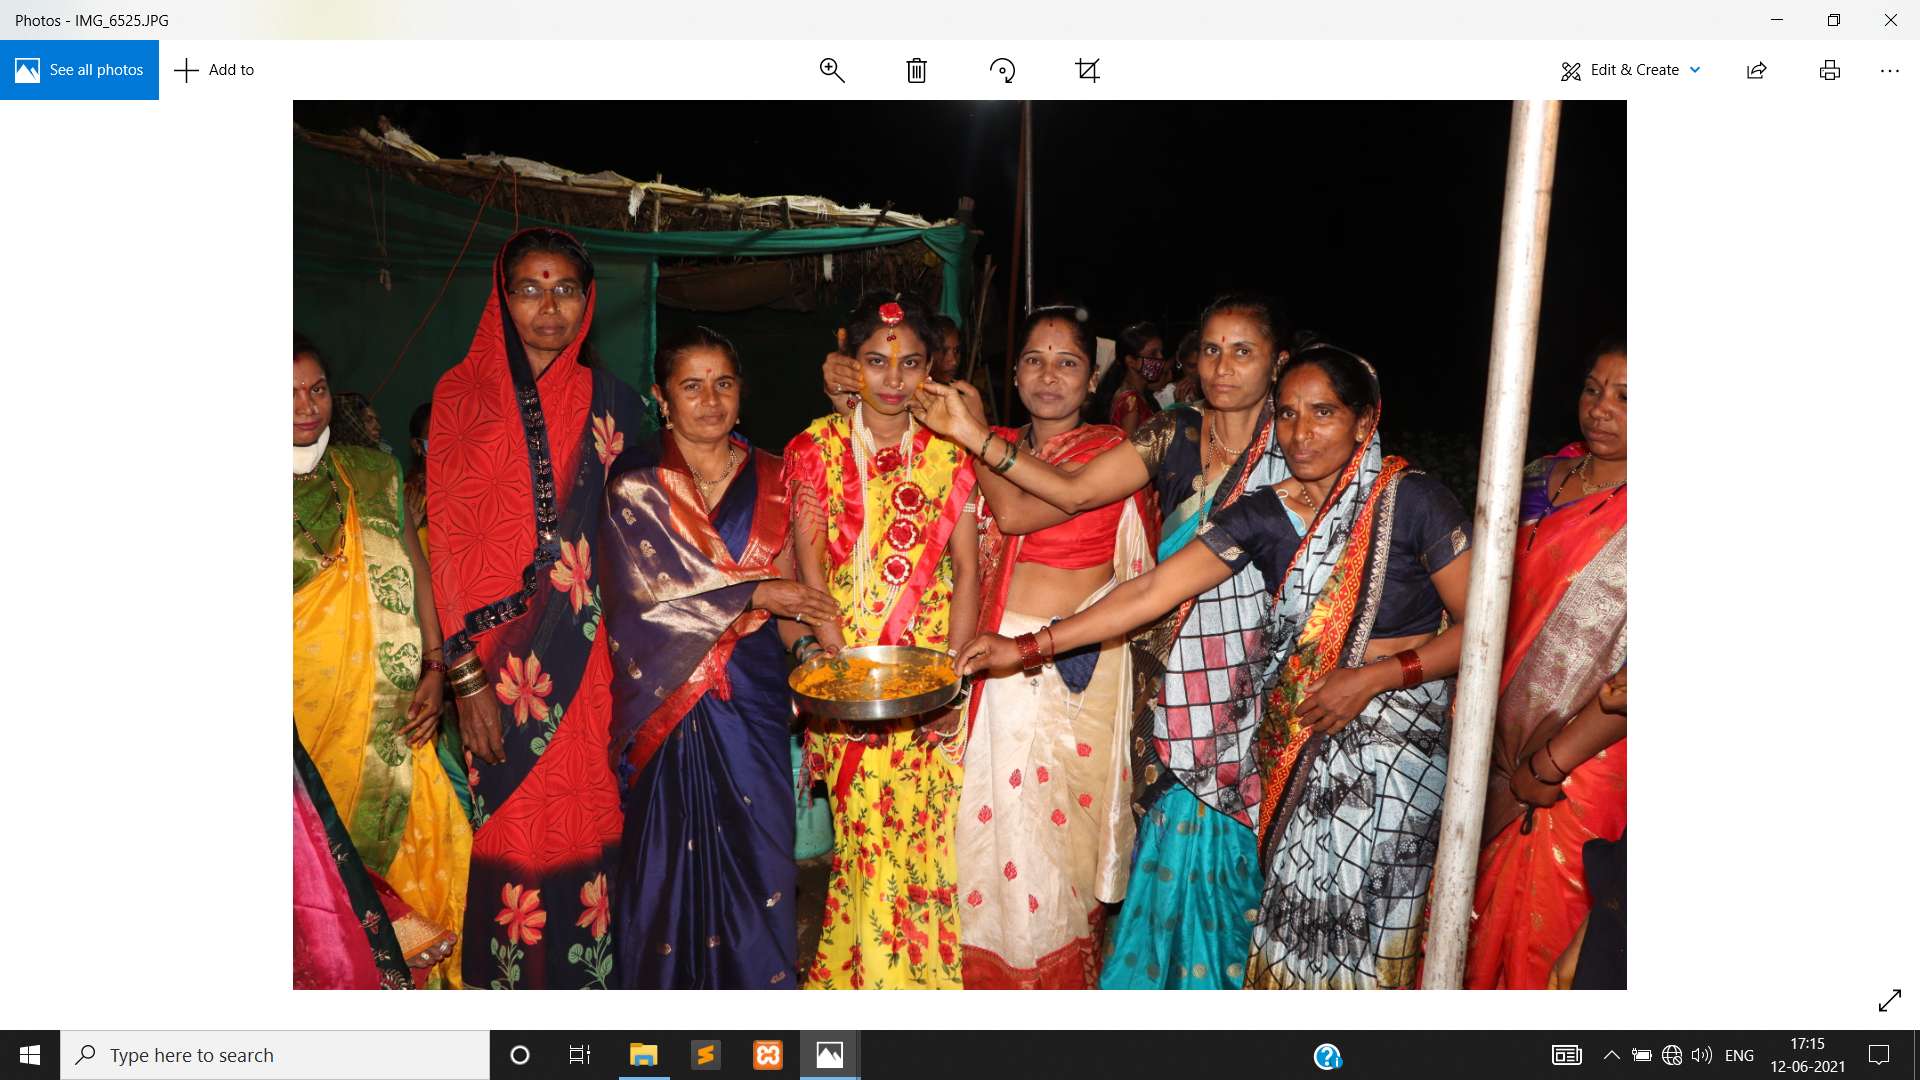 Photos - IMG_6525.JPG
See all photos
Add to
Edit & Create
Type here to search
ENG
17:15
12-06-2021